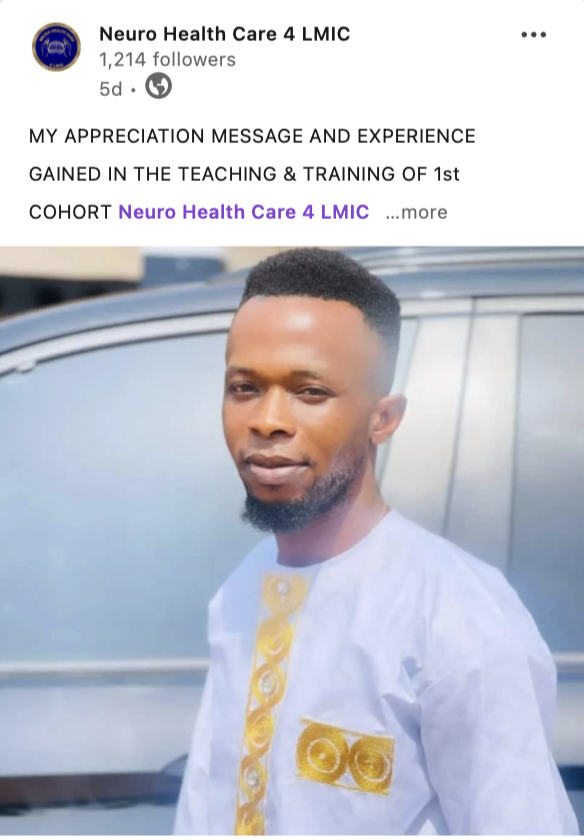 Neuro Health Care 4 LMIC
1,214 followers
5d •
MY APPRECIATION MESSAGE AND EXPERIENCE
GAINED IN THE TEACHING & TRAINING OF 1st
COHORT Neuro Health Care 4 LMIC ...more